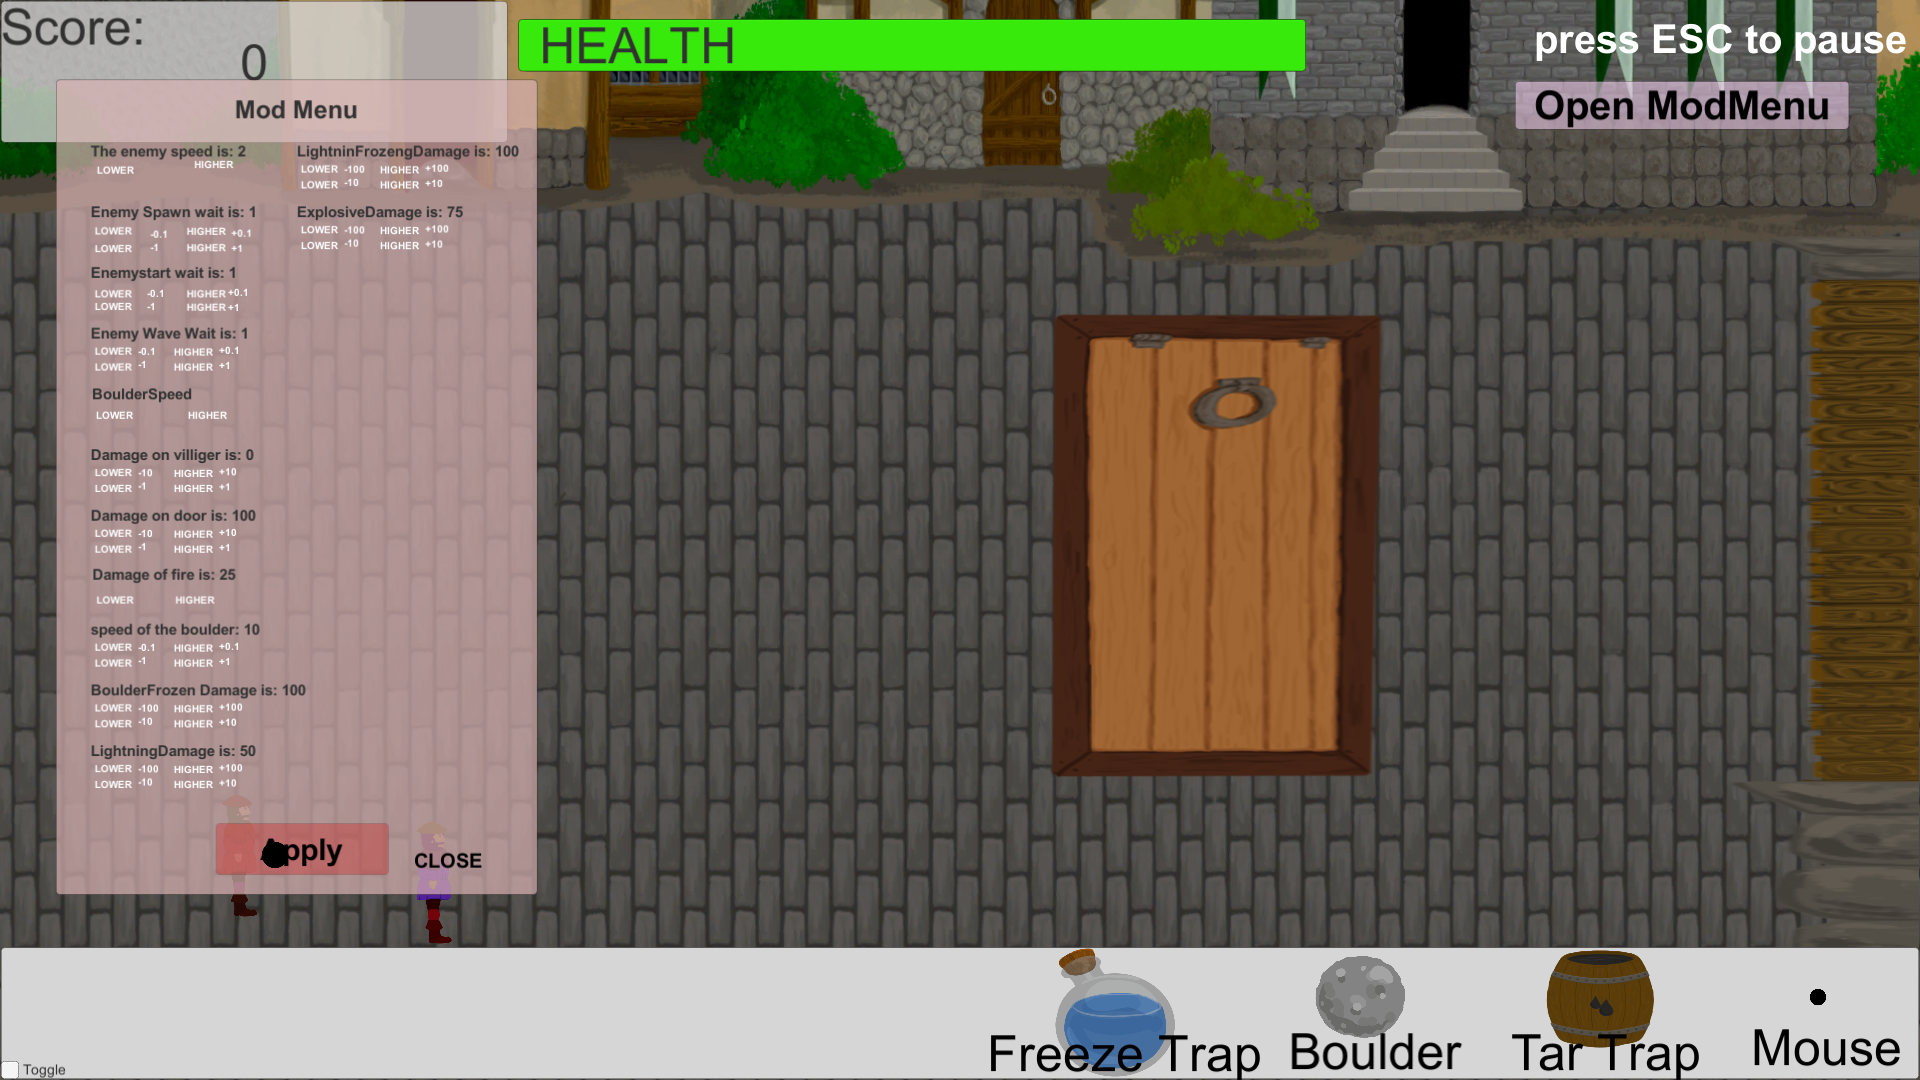 Score:
0
HEALTH
press ESC to pause
Open ModMenu
Mod Menu
The enemy speed is: 2
LOWER HIGHER
Enemy Spawn wait is: 1
LOWER -0.1 HIGHER +0.1
LOWER -1 HIGHER +1
Enemystart wait is: 1
LOWER -0.1 HIGHER +0.1
LOWER -1 HIGHER +1
Enemy Wave Wait is: 1
LOWER -0.1 HIGHER +0.1
LOWER -1 HIGHER +1
BoulderSpeed
LOWER HIGHER
Damage on villiger is: 0
LOWER -10 HIGHER +10
LOWER -1 HIGHER +1
Damage on door is: 100
LOWER -10 HIGHER +10
LOWER -1 HIGHER +1
Damage of fire is: 25
LOWER HIGHER
speed of the boulder: 10
LOWER -0.1 HIGHER +0.1
LOWER -1 HIGHER +1
BoulderFrozen Damage is: 100
LOWER -100 HIGHER +100
LOWER -10 HIGHER +10
LightningDamage is: 50
LOWER -100 HIGHER +100
LOWER -10 HIGHER +10
LightninFrozengDamage is: 100
LOWER -100 HIGHER +100
LOWER -10 HIGHER +10
ExplosiveDamage is: 75
LOWER -100 HIGHER +100
LOWER -10 HIGHER +10
Apply
CLOSE
Freeze Trap
Boulder
Tar Trap
Mouse
Toggle